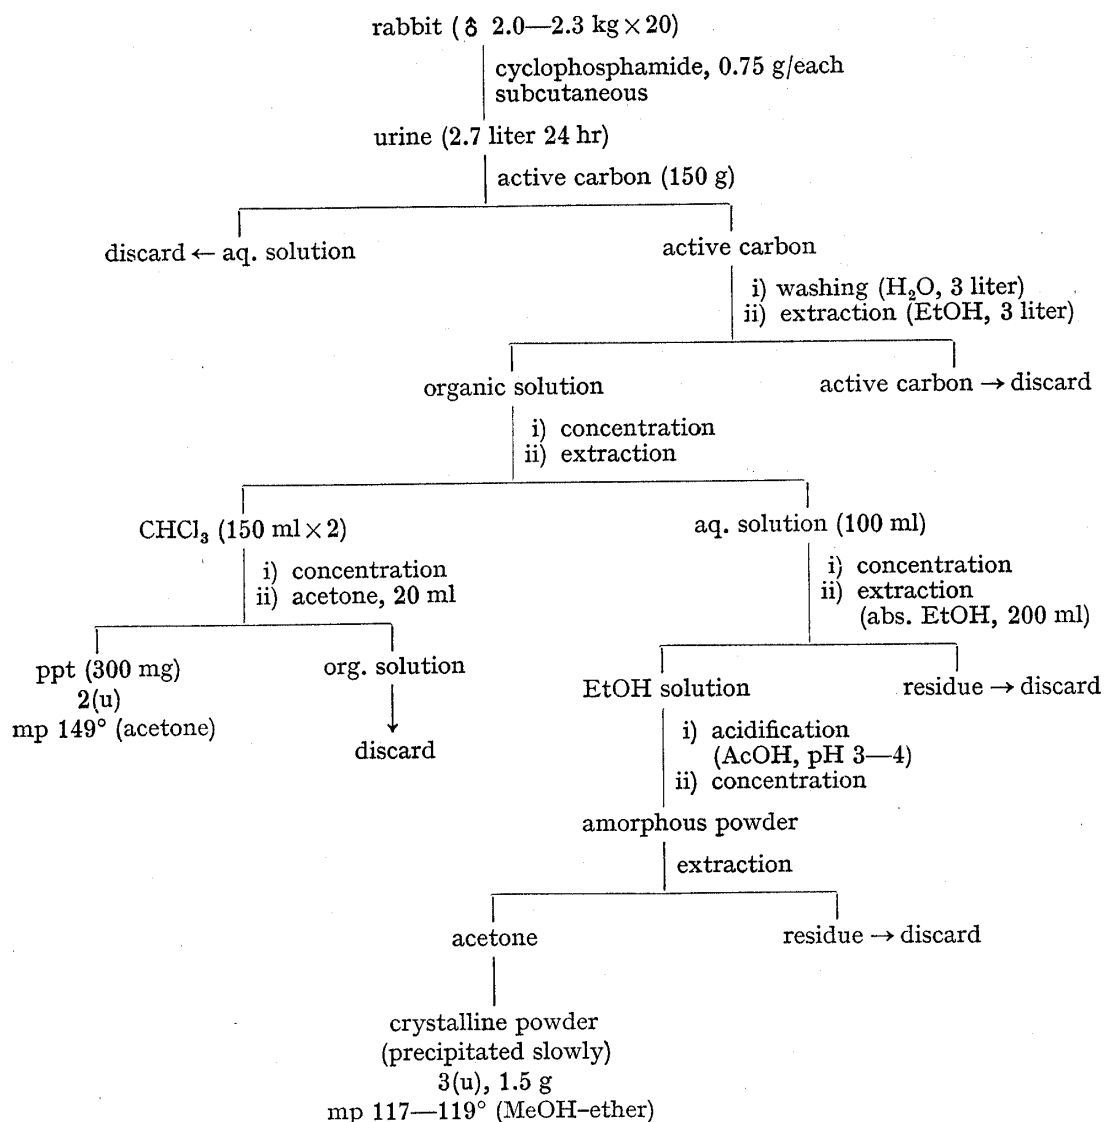 rabbit (♂ 2.0—2.3 kg × 20)
cyclophosphamide, 0.75 g/each
subcutaneous
urine (2.7 liter 24 hr)
active carbon (150 g)
discard ← aq. solution
active carbon
i) washing (H₂O, 3 liter)
ii) extraction (EtOH, 3 liter)
organic solution
active carbon → discard
i) concentration
ii) extraction
CHCl₃ (150 ml × 2)
aq. solution (100 ml)
i) concentration
ii) acetone, 20 ml
i) concentration
ii) extraction
(abs. EtOH, 200 ml)
ppt (300 mg)
2(u)
mp 149° (acetone)
org. solution
discard
EtOH solution
residue → discard
i) acidification
(AcOH, pH 3—4)
ii) concentration
amorphous powder
extraction
acetone
residue → discard
crystalline powder
(precipitated slowly)
3(u), 1.5 g
mp 117—119° (MeOH–ether)